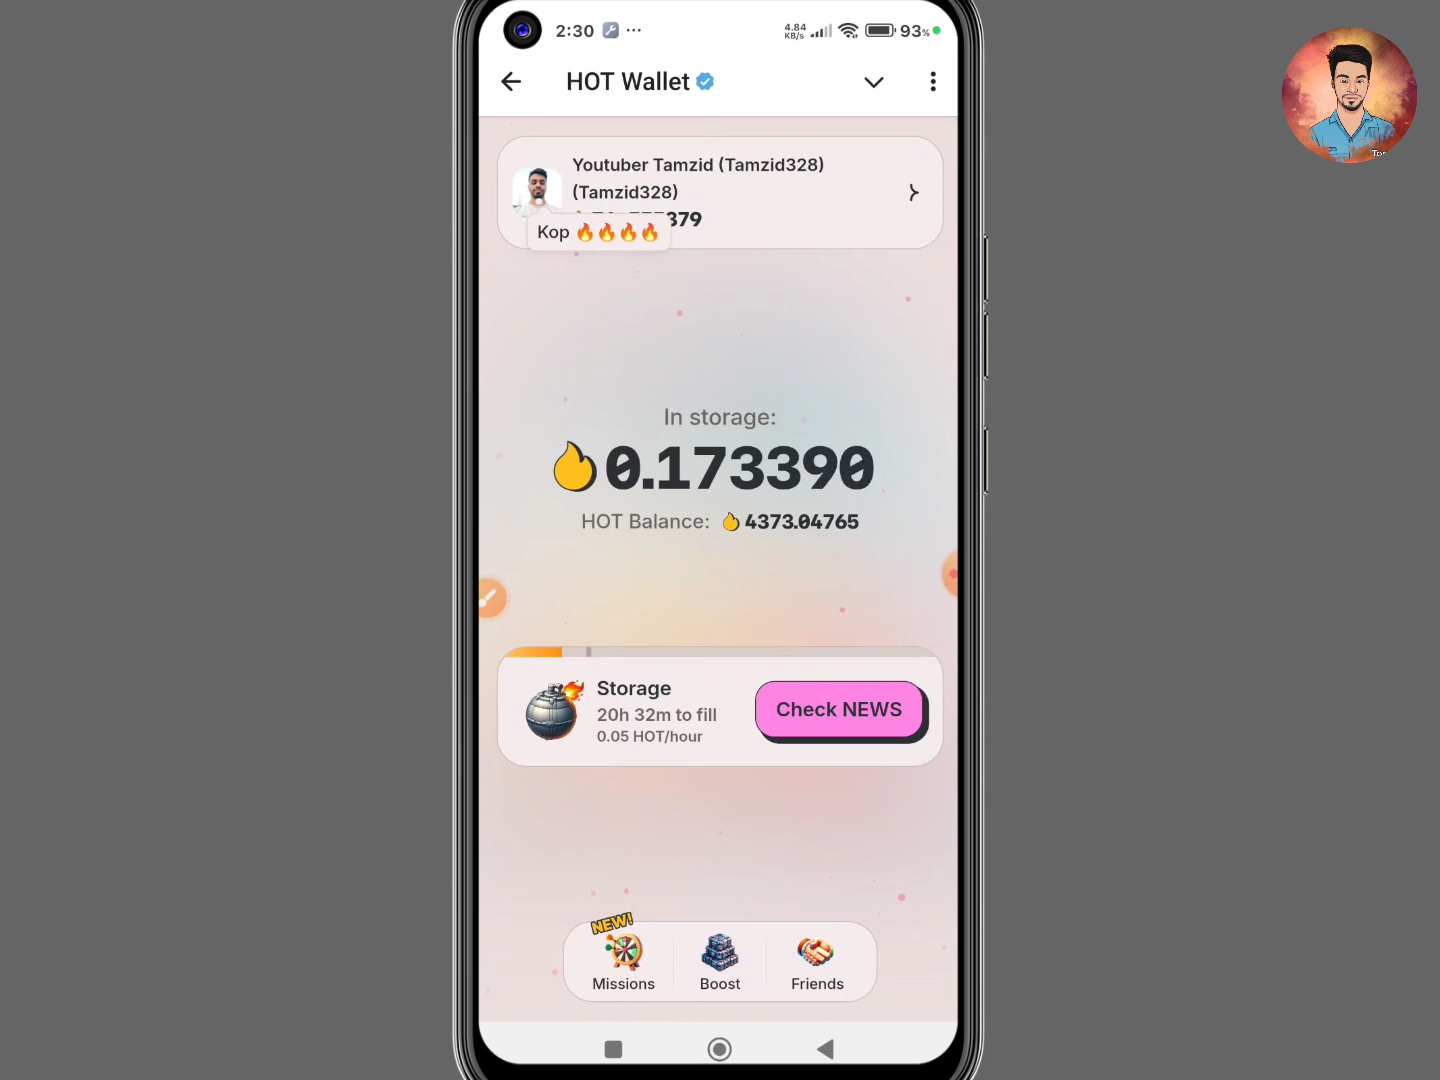 2:30
4.84
KB/s
93%
HOT Wallet
Youtuber Tamzid (Tamzid328)
(Tamzid328)
379
Kop 🔥🔥🔥🔥
In storage:
0.173390
HOT Balance: 4373.04765
Storage
20h 32m to fill
0.05 HOT/hour
Check NEWS
NEW!
Missions
Boost
Friends